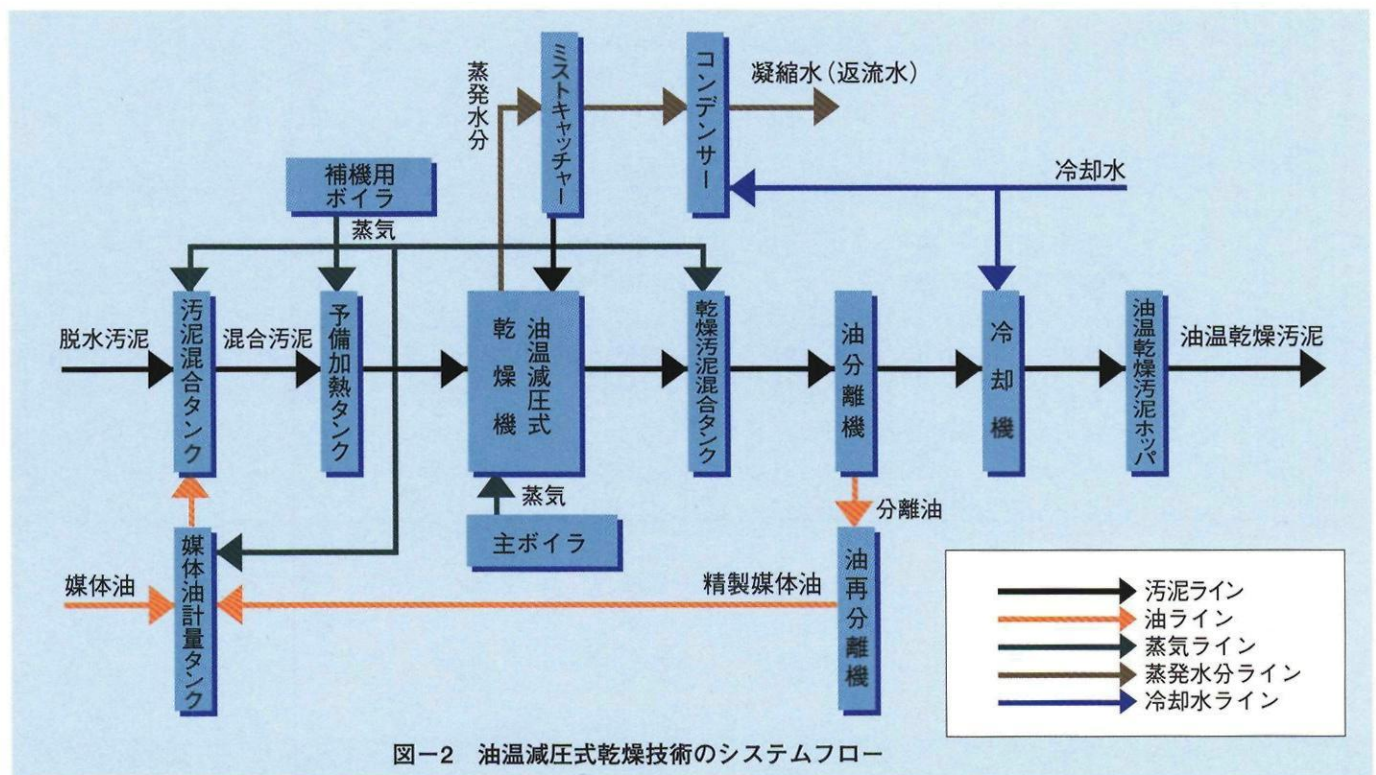 ミストキャッチャー
コンデンサー
蒸発水分
凝縮水(返流水)
補機用
ボイラ
冷却水
蒸気
脱水汚泥
汚泥混合タンク
混合汚泥
予備加熱タンク
油温減圧式
乾燥機
乾燥汚泥混合タンク
油分離機
冷却機
油温乾燥汚泥ホッパ
油温乾燥汚泥
蒸気
主ボイラ
分離油
媒体油
媒体油計量タンク
精製媒体油
油再分離機
汚泥ライン
油ライン
蒸気ライン
蒸発水分ライン
冷却水ライン
図ー2 油温減圧式乾燥技術のシステムフロー